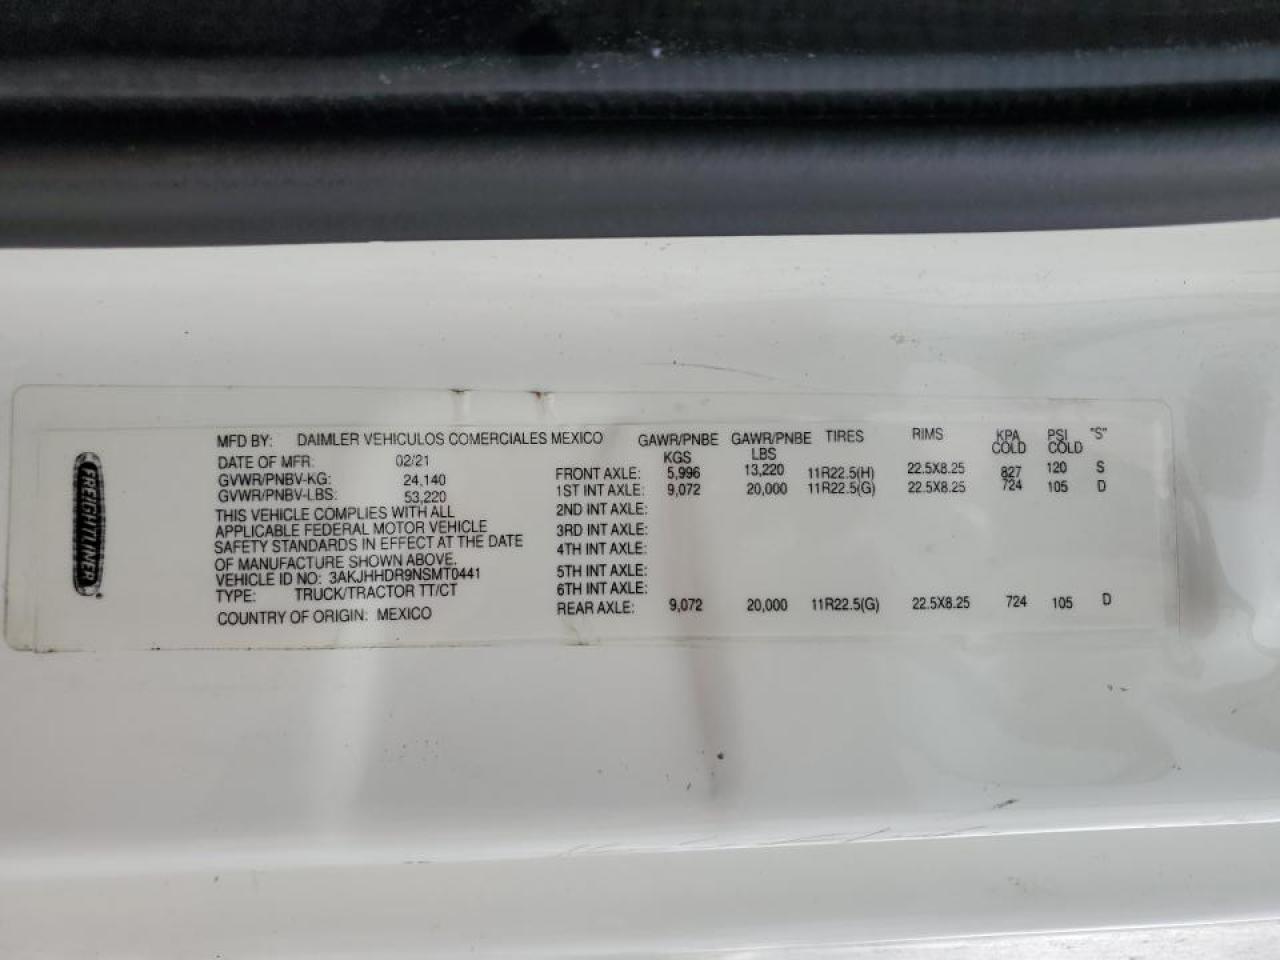 FREIGHTLINER
MFD BY: DAIMLER VEHICULOS COMERCIALES MEXICO
DATE OF MFR: 02/21
GVWR/PNBV-KG: 24,140
GVWR/PNBV-LBS: 53,220
THIS VEHICLE COMPLIES WITH ALL
APPLICABLE FEDERAL MOTOR VEHICLE
SAFETY STANDARDS IN EFFECT AT THE DATE
OF MANUFACTURE SHOWN ABOVE.
VEHICLE ID NO: 3AKJHHDR9NSMT0441
TYPE: TRUCK/TRACTOR TT/CT
COUNTRY OF ORIGIN: MEXICO
GAWR/PNBE GAWR/PNBE TIRES RIMS KPA PSI "S"
KGS LBS COLD COLD
FRONT AXLE: 5,996 13,220 11R22.5(H) 22.5X8.25 827 120 S
1ST INT AXLE: 9,072 20,000 11R22.5(G) 22.5X8.25 724 105 D
2ND INT AXLE:
3RD INT AXLE:
4TH INT AXLE:
5TH INT AXLE:
6TH INT AXLE:
REAR AXLE: 9,072 20,000 11R22.5(G) 22.5X8.25 724 105 D